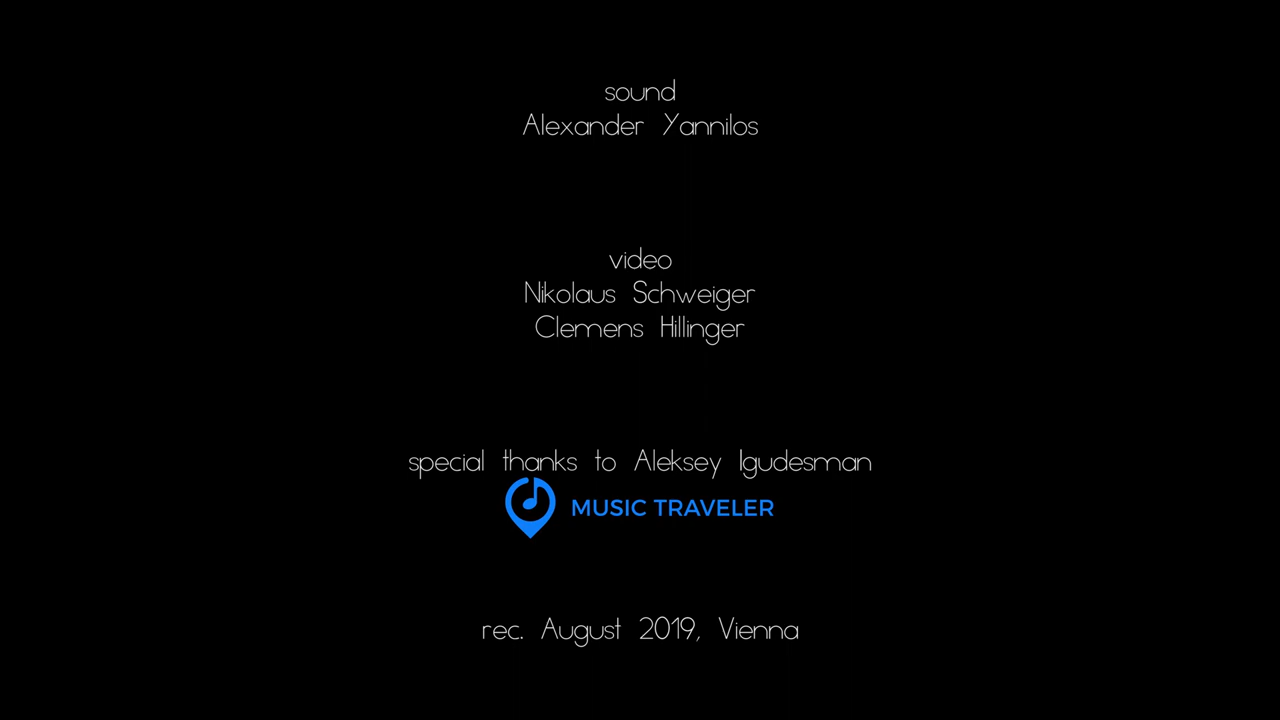 sound
Alexander Yannilos
video
Nikolaus Schweiger
Clemens Hillinger
special thanks to Aleksey Igudesman
MUSIC TRAVELER
rec. August 2019, Vienna